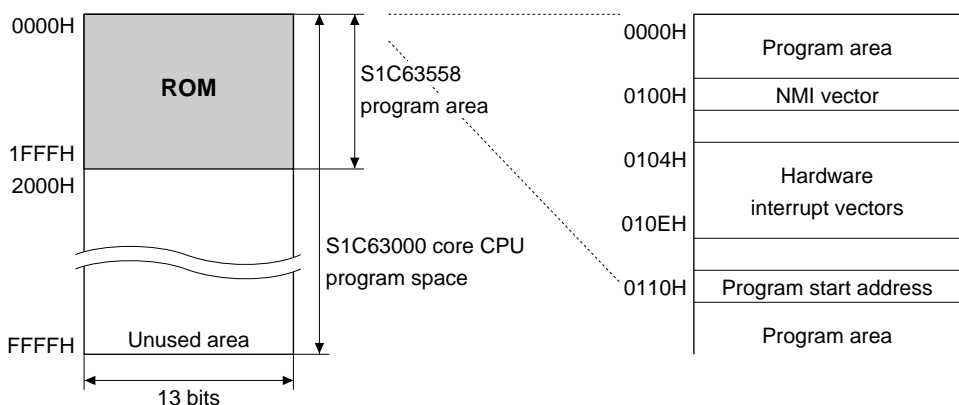 0000H
ROM
1FFFH
2000H
Unused area
FFFFH
13 bits
S1C63558
program area
S1C63000 core CPU
program space
0000H
Program area
0100H
NMI vector
0104H
Hardware
interrupt vectors
010EH
0110H
Program start address
Program area